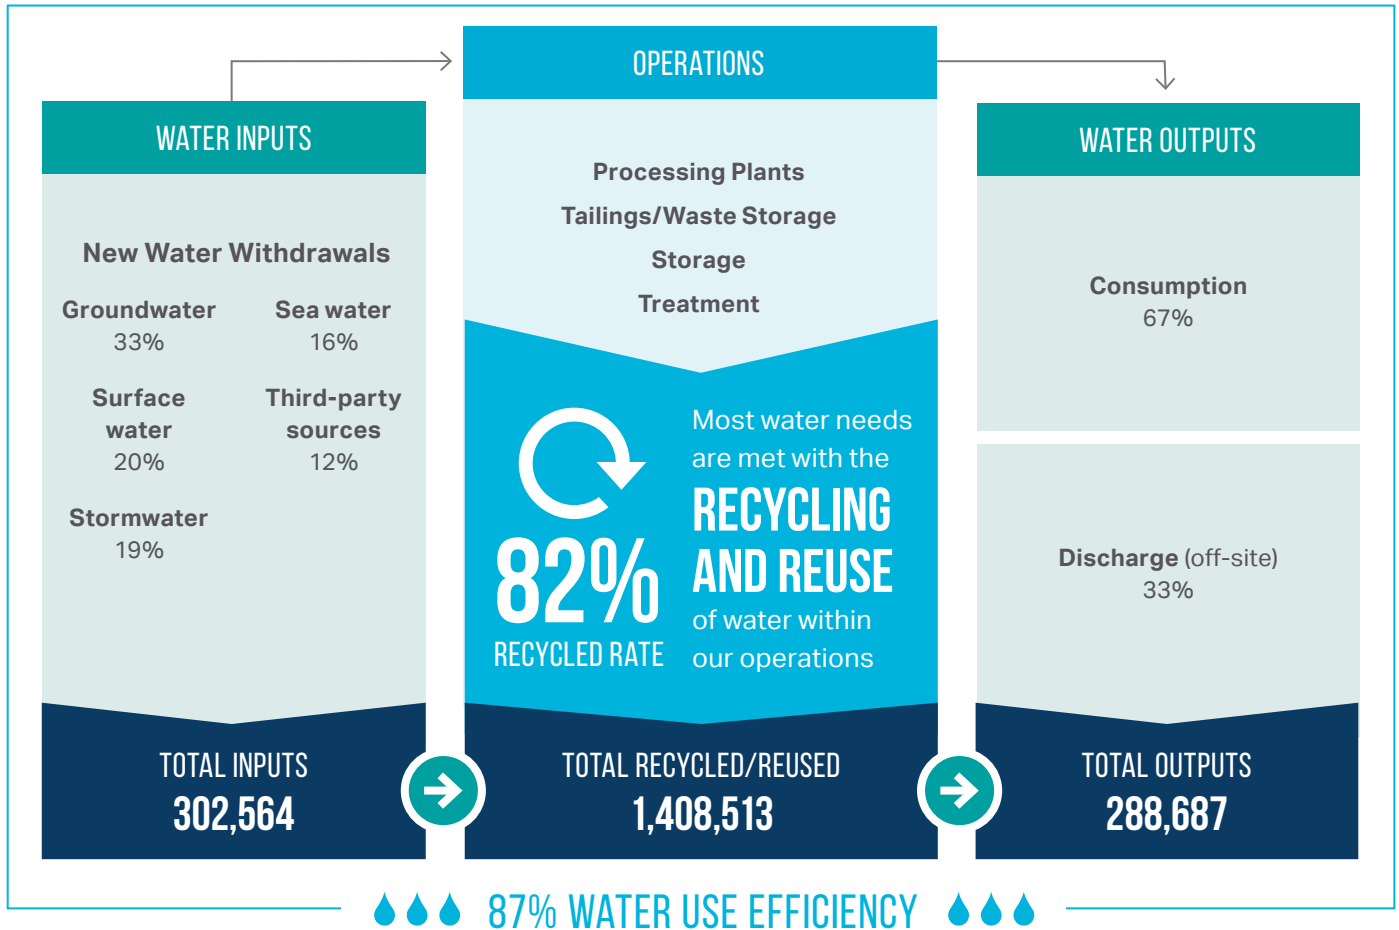 OPERATIONS
WATER INPUTS
WATER OUTPUTS
New Water Withdrawals
Groundwater
33%
Sea water
16%
Surface
water
20%
Third-party
sources
12%
Stormwater
19%
Processing Plants
Tailings/Waste Storage
Storage
Treatment
82%
RECYCLED RATE
Most water needs
are met with the
RECYCLING
AND REUSE
of water within
our operations
Consumption
67%
Discharge (off-site)
33%
TOTAL INPUTS
302,564
TOTAL RECYCLED/REUSED
1,408,513
TOTAL OUTPUTS
288,687
87% WATER USE EFFICIENCY